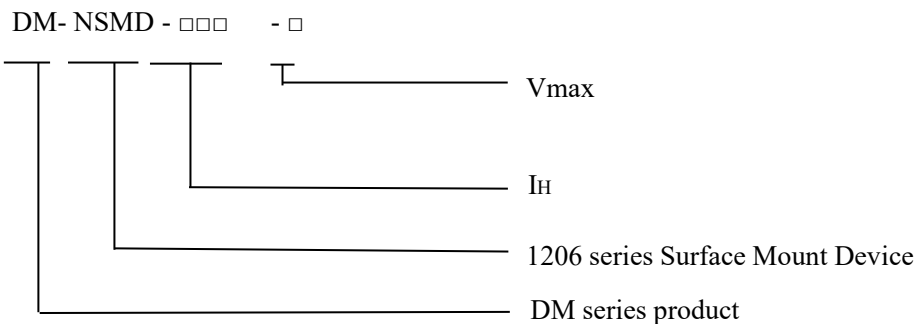 DM- NSMD - □□□ - □
Vmax
IH
1206 series Surface Mount Device
DM series product